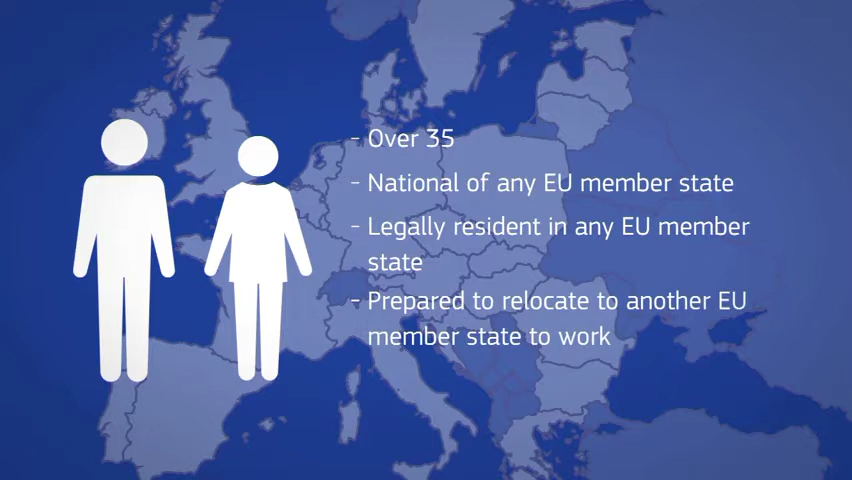 - Over 35
- National of any EU member state
- Legally resident in any EU member
state
- Prepared to relocate to another EU
member state to work